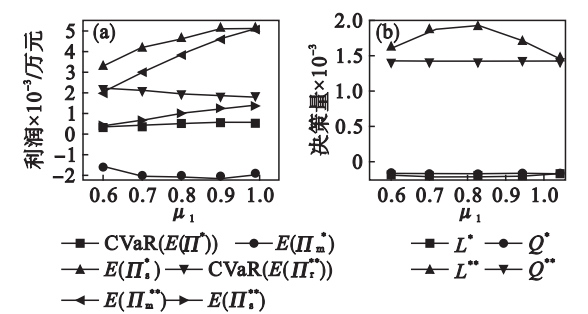 (a)
利润×10⁻³/万元
5
4
3
2
1
0
−1
−2
0.6 0.7 0.8 0.9 1.0
μ₁
(b)
决策量×10⁻³
2.0
1.5
1.0
0.5
0
0.6 0.7 0.8 0.9 1.0
μ₁
CVaR(E(Π*)) E(Πₘ*)
E(Πₛ*) CVaR(E(Πᵣ**))
E(Πₘ**) E(Πₛ**)
L* Q*
L** Q**